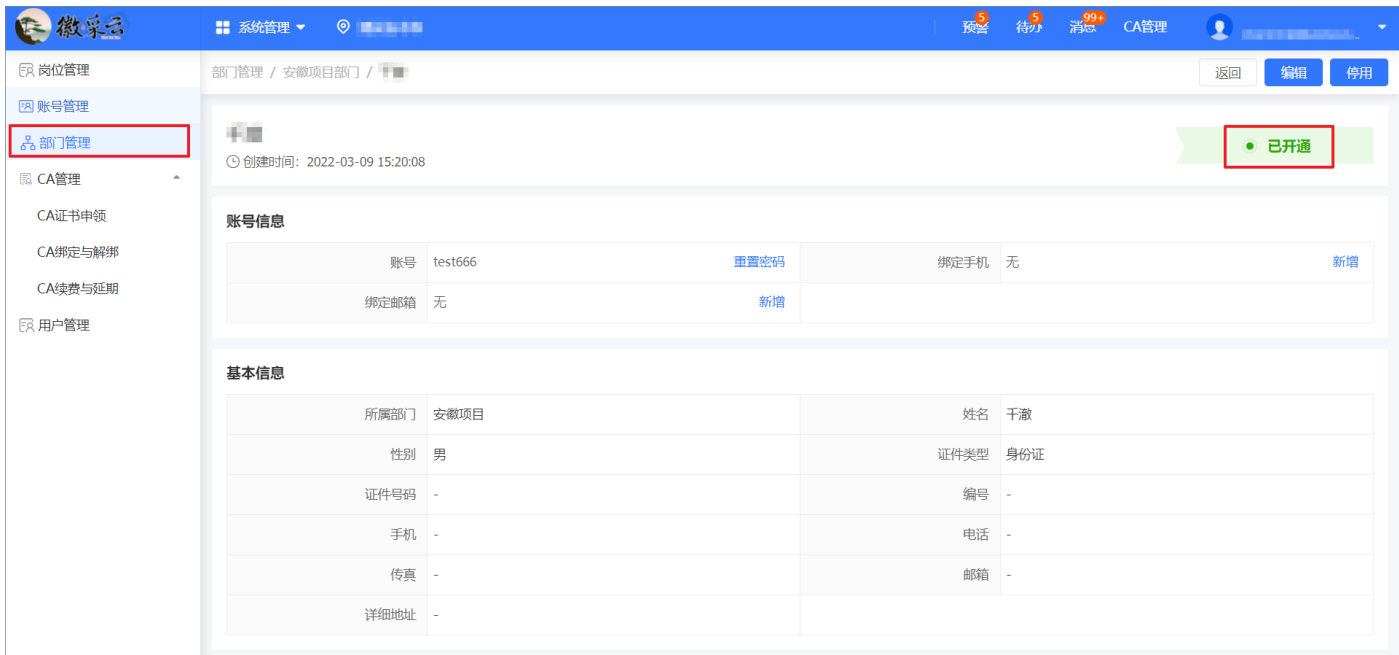 徽采云 系统管理 预警 5 待办 5 消息 99+ CA管理
岗位管理
账号管理
部门管理
CA管理
CA证书申领
CA绑定与解绑
CA续费与延期
用户管理
部门管理 / 安徽项目部门 / 返回 编辑 停用
创建时间：2022-03-09 15:20:08
已开通
账号信息
账号 test666 重置密码 绑定手机 无 新增
绑定邮箱 无 新增
基本信息
所属部门 安徽项目 姓名 千澈
性别 男 证件类型 身份证
证件号码 - 编号 -
手机 - 电话 -
传真 - 邮箱 -
详细地址 -